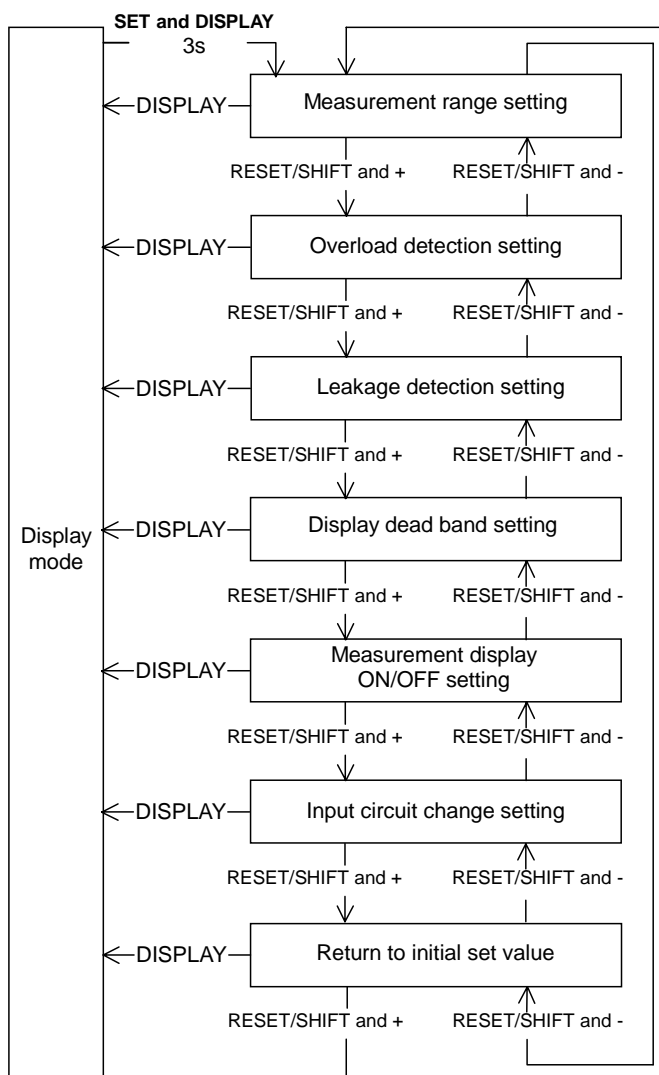 SET and DISPLAY
3s
Measurement range setting
DISPLAY
RESET/SHIFT and +
RESET/SHIFT and -
Overload detection setting
DISPLAY
RESET/SHIFT and +
RESET/SHIFT and -
Leakage detection setting
DISPLAY
RESET/SHIFT and +
RESET/SHIFT and -
Display
mode
Display dead band setting
DISPLAY
RESET/SHIFT and +
RESET/SHIFT and -
Measurement display
ON/OFF setting
DISPLAY
RESET/SHIFT and +
RESET/SHIFT and -
Input circuit change setting
DISPLAY
RESET/SHIFT and +
RESET/SHIFT and -
Return to initial set value
DISPLAY
RESET/SHIFT and +
RESET/SHIFT and -